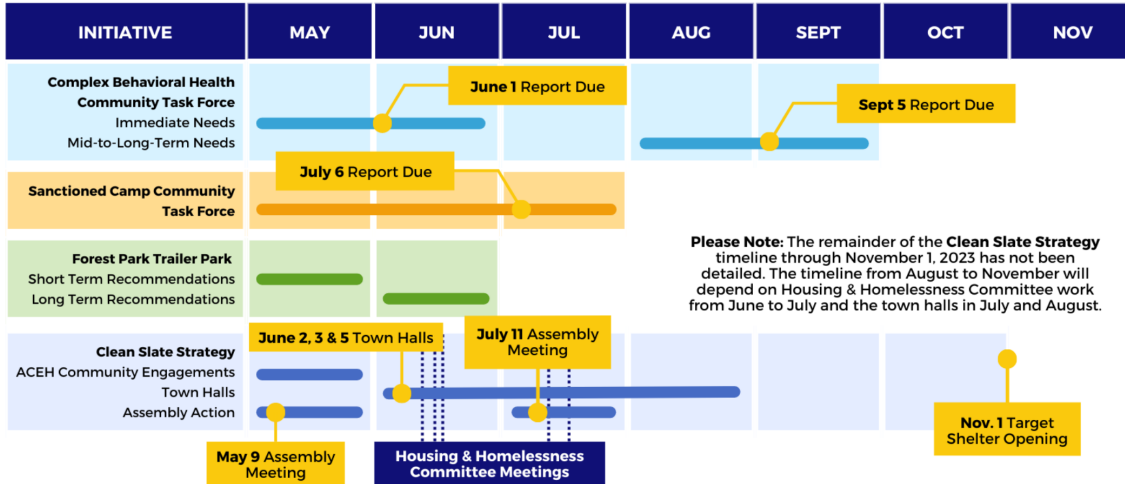 INITIATIVE MAY JUN JUL AUG SEPT OCT NOV
Complex Behavioral Health
Community Task Force
Immediate Needs
Mid-to-Long-Term Needs
June 1 Report Due
Sept 5 Report Due
July 6 Report Due
Sanctioned Camp Community
Task Force
Forest Park Trailer Park
Short Term Recommendations
Long Term Recommendations
Please Note: The remainder of the Clean Slate Strategy
timeline through November 1, 2023 has not been
detailed. The timeline from August to November will
depend on Housing & Homelessness Committee work
from June to July and the town halls in July and August.
Clean Slate Strategy
ACEH Community Engagements
Town Halls
Assembly Action
June 2, 3 & 5 Town Halls
July 11 Assembly
Meeting
Nov. 1 Target
Shelter Opening
May 9 Assembly
Meeting
Housing & Homelessness
Committee Meetings